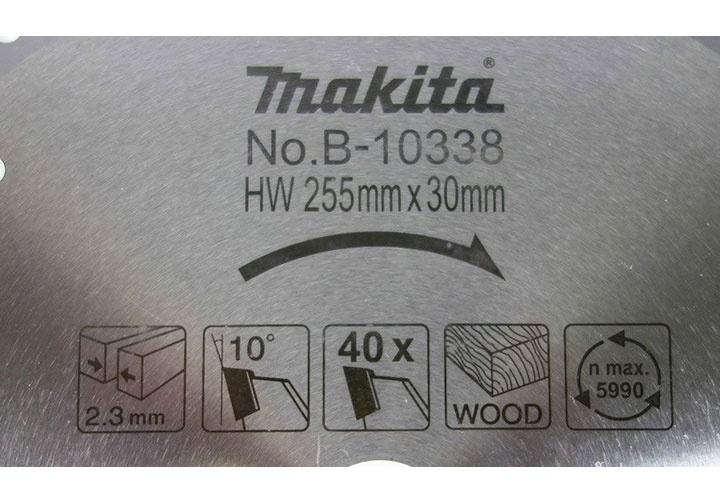 makita®
No.B-10338
HW 255mm x 30mm
2.3 mm
10°
40 x
WOOD
n max.
5990